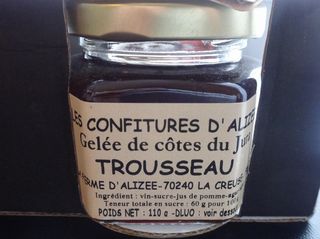 LES CONFITURES D'ALIZE
Gelée de côtes du Jura
TROUSSEAU
FERME D'ALIZEE-70240 LA CREUSE
Ingrédient : vin-sucre-jus de pomme-
Teneur totale en sucre : 60 g pour 100
POIDS NET : 110 g -DLUO : voir dessous